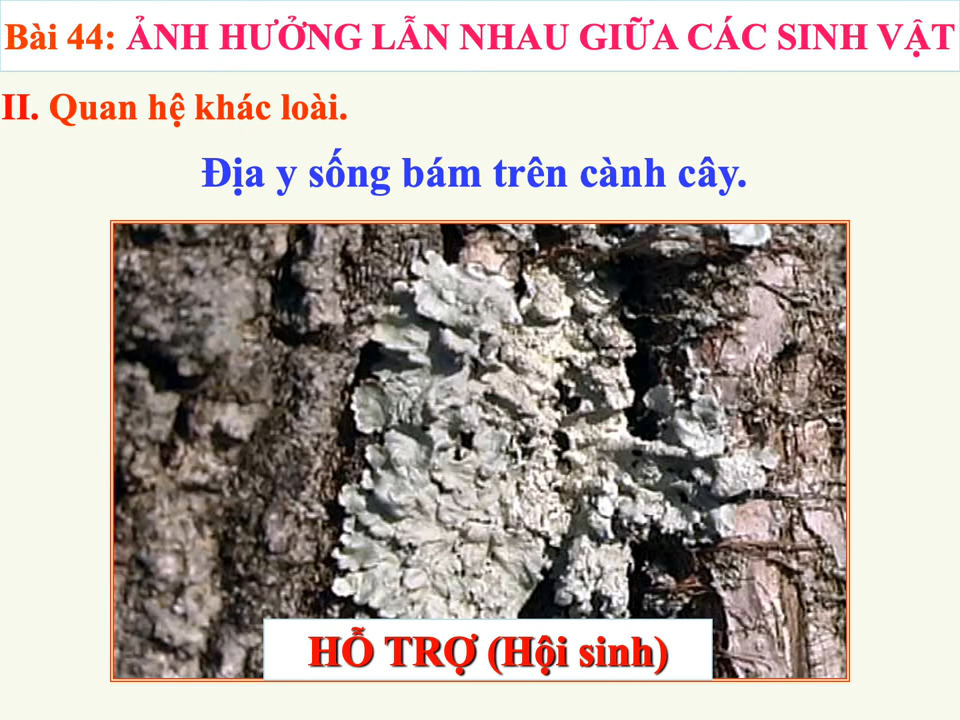 Bài 44: ẢNH HƯỞNG LẪN NHAU GIỮA CÁC SINH VẬT
II. Quan hệ khác loài.
Địa y sống bám trên cành cây.
HỖ TRỢ (Hội sinh)